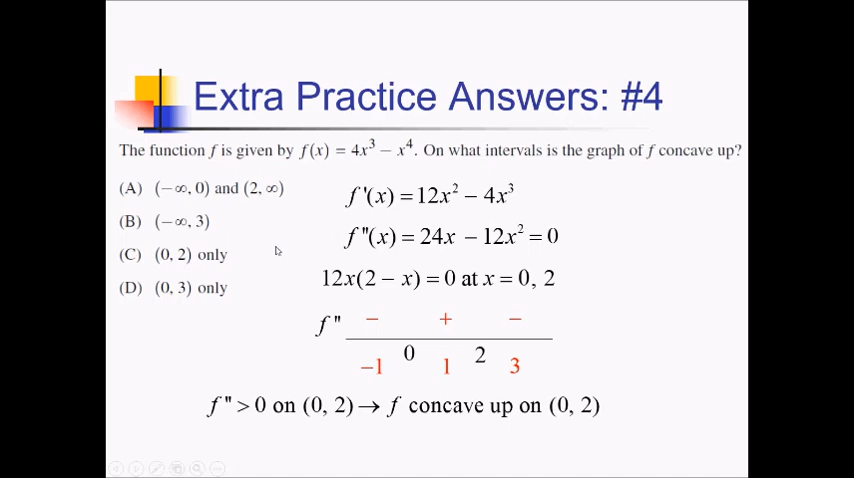 Extra Practice Answers: #4
The function f is given by f(x) = 4x³ − x⁴. On what intervals is the graph of f concave up?
(A) (−∞, 0) and (2, ∞)
(B) (−∞, 3)
(C) (0, 2) only
(D) (0, 3) only
f'(x) = 12x² − 4x³
f"(x) = 24x − 12x² = 0
12x(2 − x) = 0 at x = 0, 2
f" − + −
0 2
−1 1 3
f" > 0 on (0, 2) → f concave up on (0, 2)